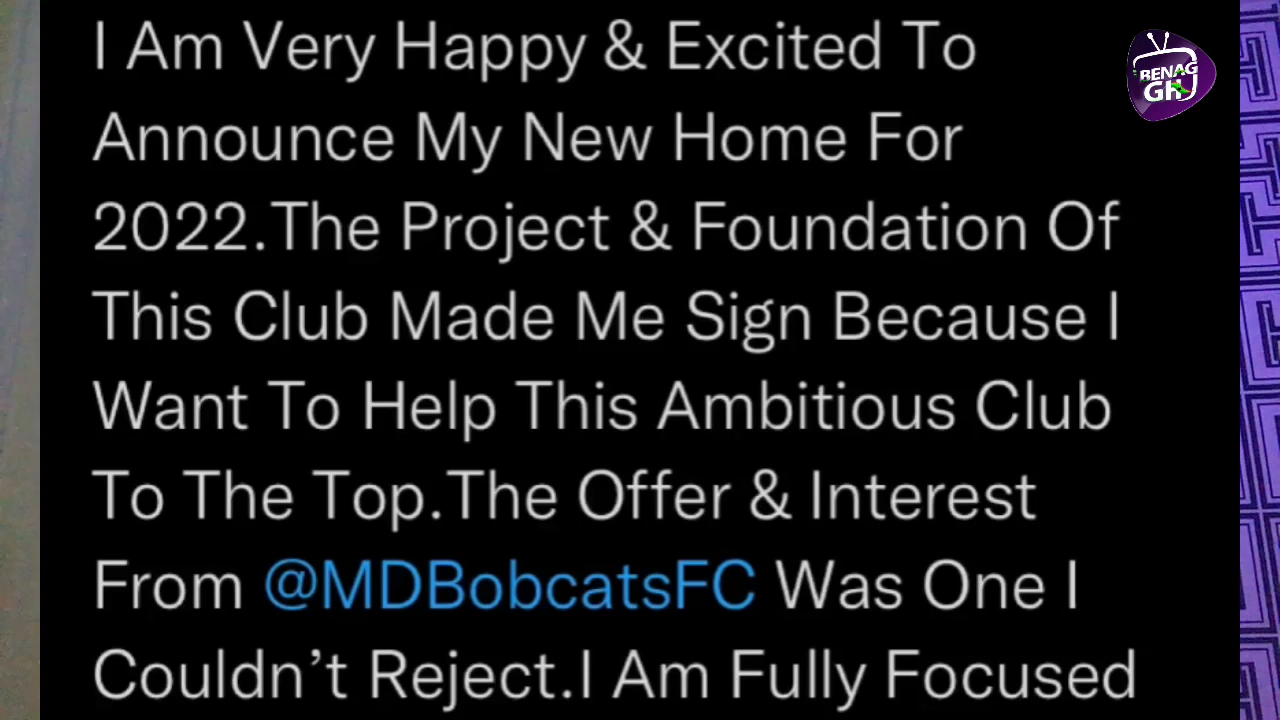 I Am Very Happy & Excited To
Announce My New Home For
2022.The Project & Foundation Of
This Club Made Me Sign Because I
Want To Help This Ambitious Club
To The Top.The Offer & Interest
From @MDBobcatsFC Was One I
Couldn’t Reject.I Am Fully Focused
BENAG
GH